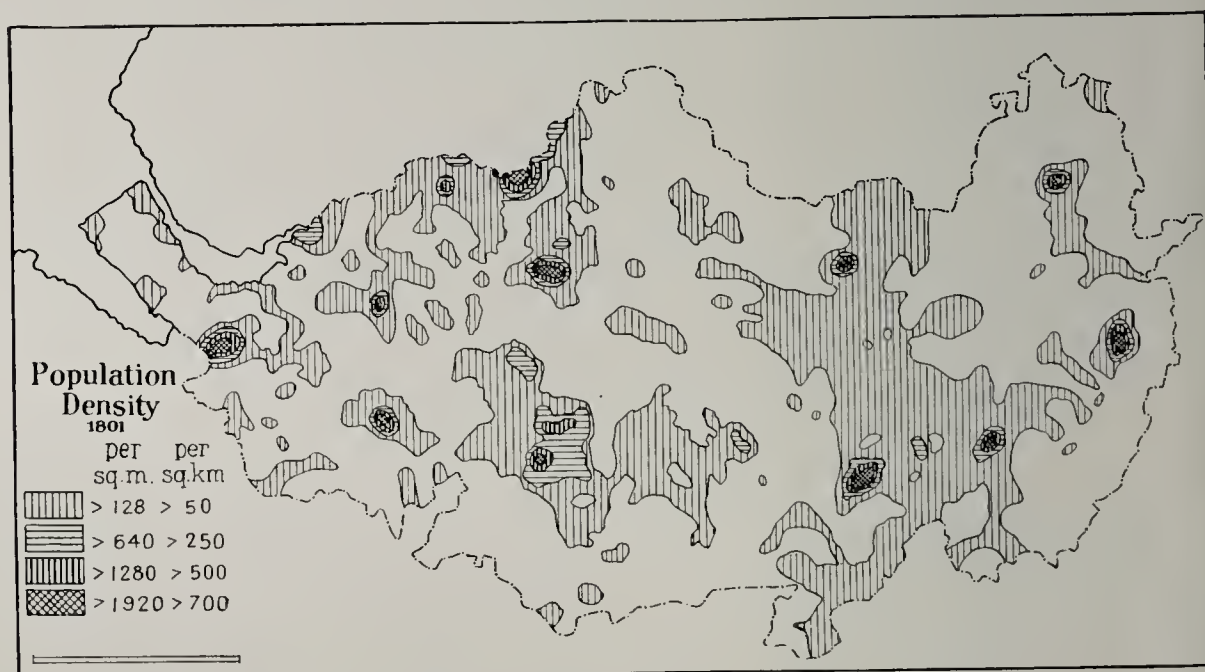 Population
Density
1801
per per
sq.m. sq.km
> 128 > 50
> 640 > 250
>1280 > 500
>1920 >700